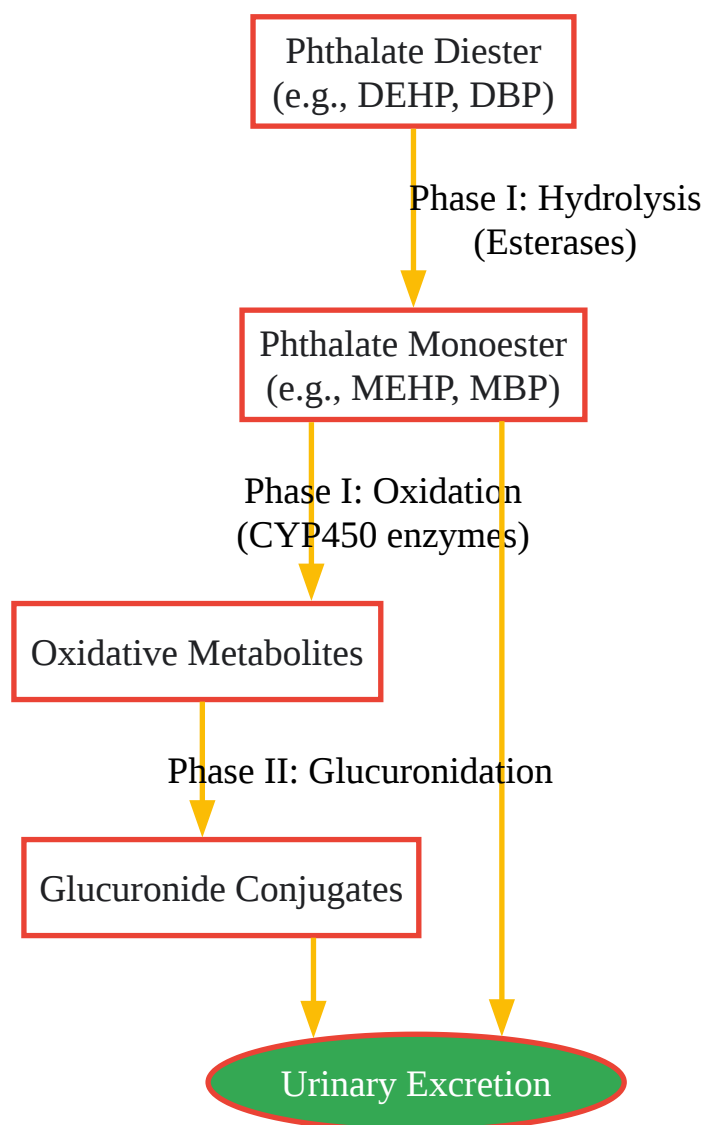 Phthalate Diester
(e.g., DEHP, DBP)
Phase I: Hydrolysis
(Esterases)
Phthalate Monoester
(e.g., MEHP, MBP)
Phase I: Oxidation
(CYP450 enzymes)
Oxidative Metabolites
Phase II: Glucuronidation
Glucuronide Conjugates
Urinary Excretion